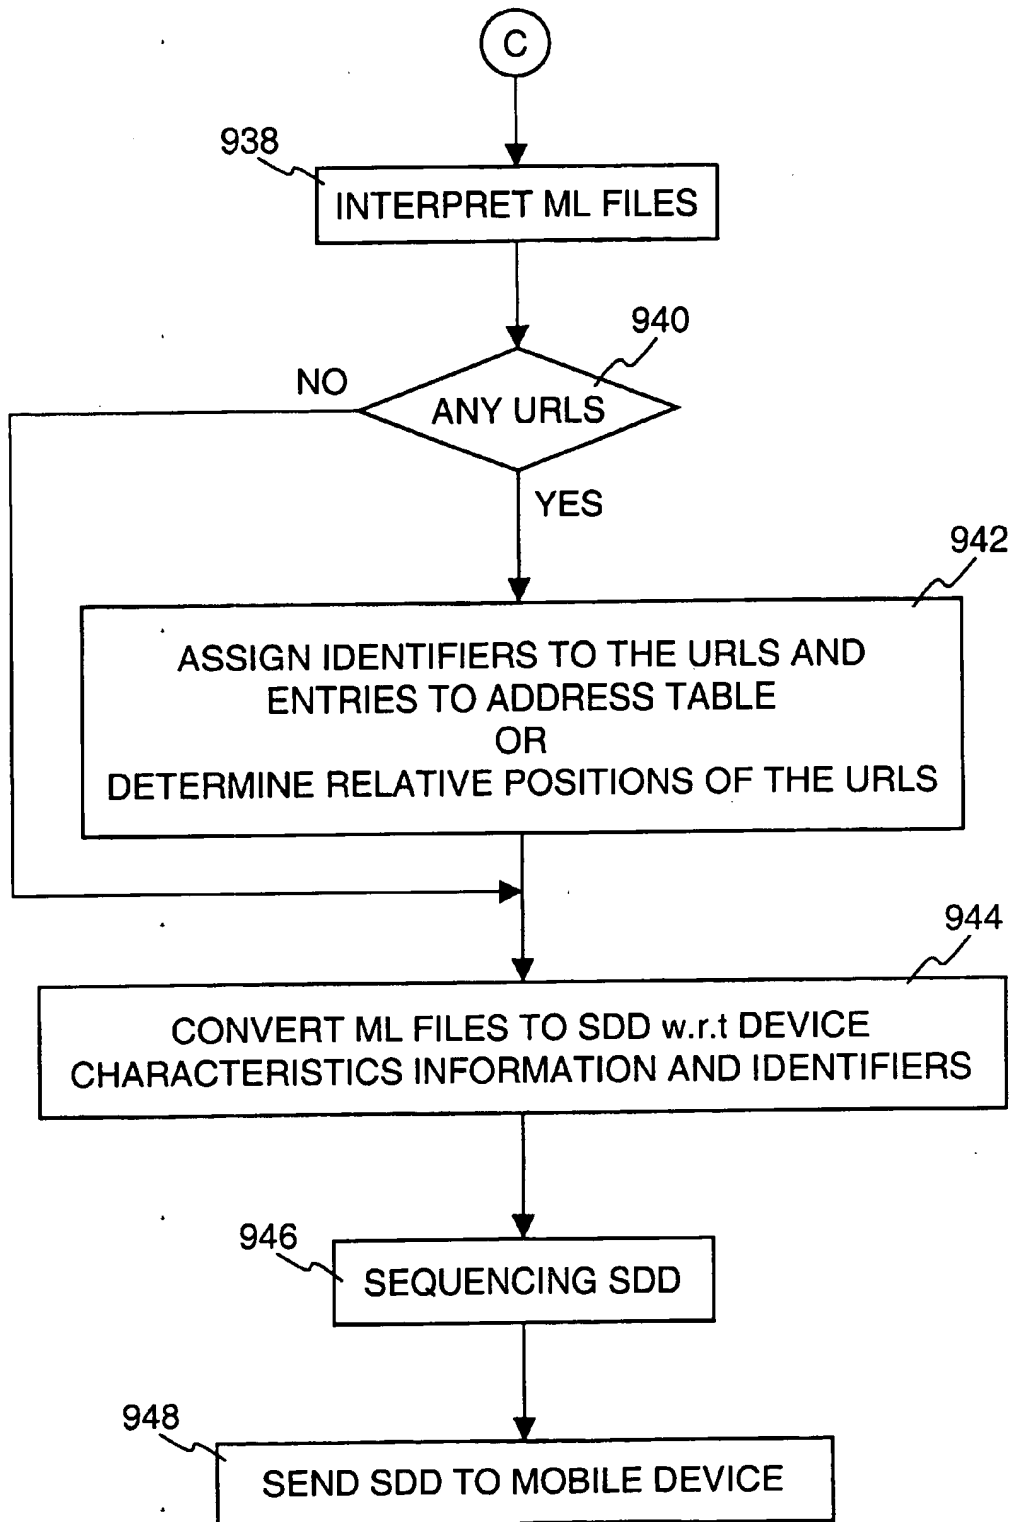 C
938
INTERPRET ML FILES
940
NO
ANY URLS
YES
942
ASSIGN IDENTIFIERS TO THE URLS AND
ENTRIES TO ADDRESS TABLE
OR
DETERMINE RELATIVE POSITIONS OF THE URLS
944
CONVERT ML FILES TO SDD w.r.t DEVICE
CHARACTERISTICS INFORMATION AND IDENTIFIERS
946
SEQUENCING SDD
948
SEND SDD TO MOBILE DEVICE